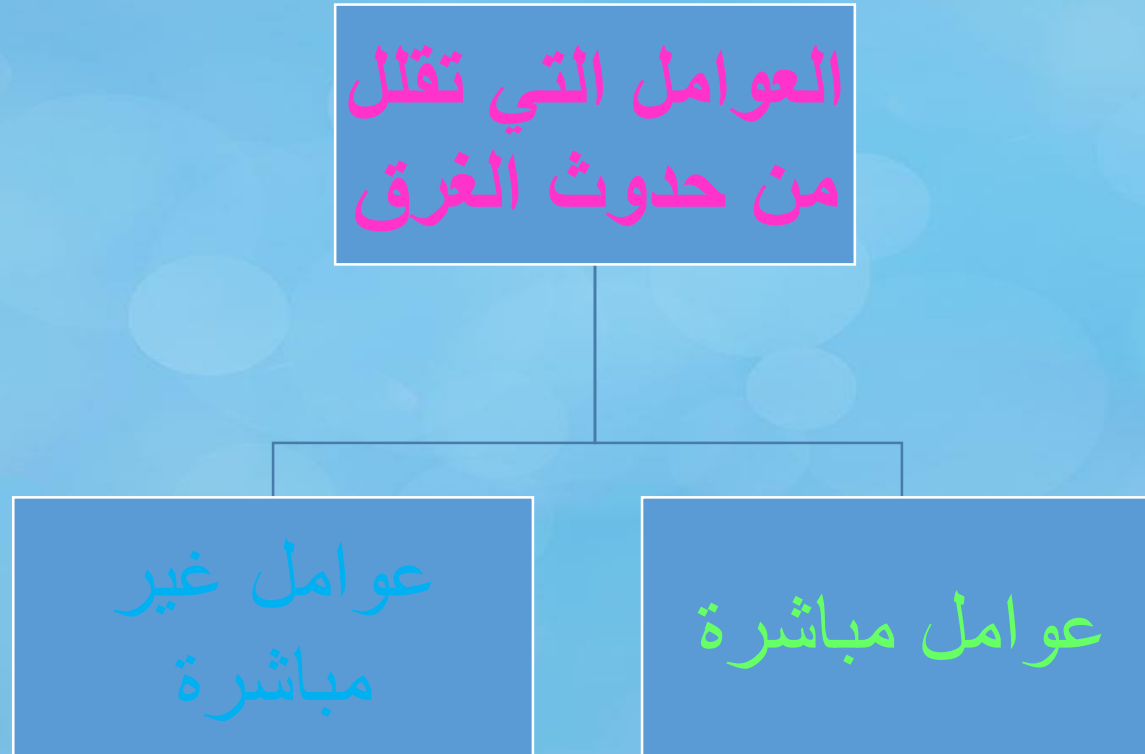 العوامل التي تقلل
من حدوث الغرق
عوامل مباشرة
عوامل غير
مباشرة